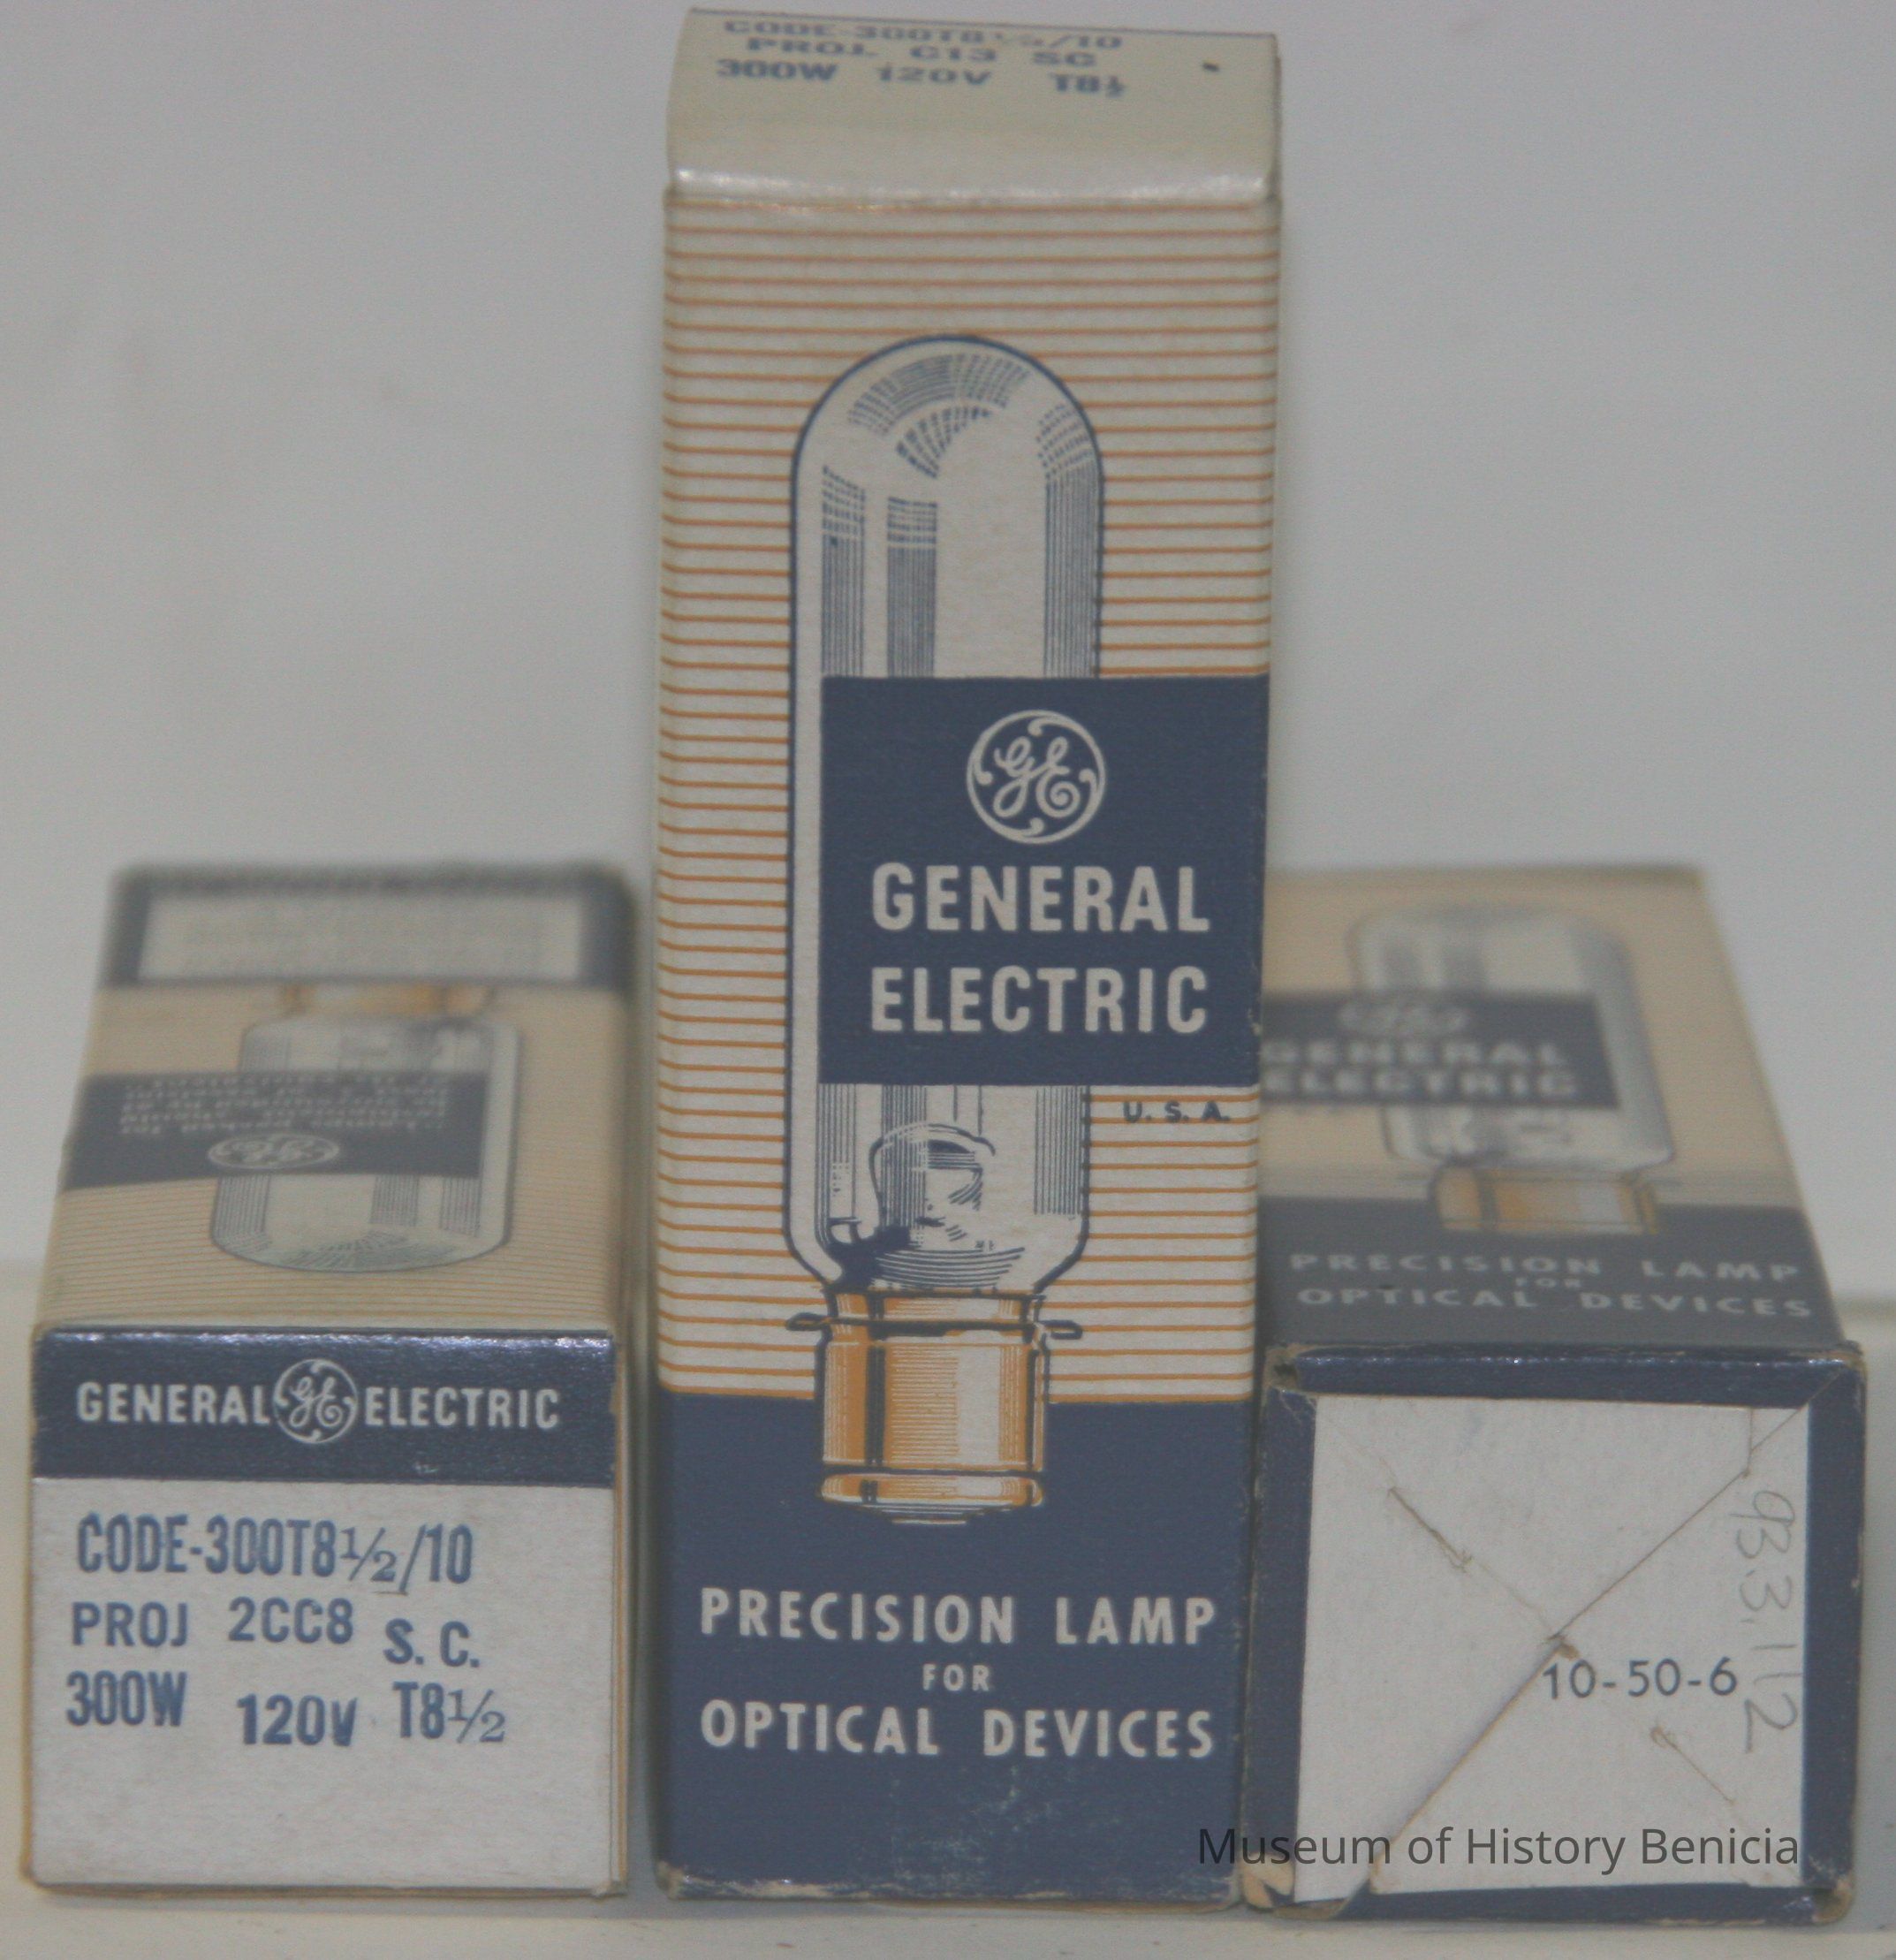 GENERAL GE ELECTRIC
CODE-300T8½/10
PROJ 2CC8 S.C.
300W 120V T8½
CODE-300T8½/10
PROJ. C13 SC
300W 120V T8½
GE
GENERAL
ELECTRIC
U.S.A.
PRECISION LAMP
FOR
OPTICAL DEVICES
GENERAL
ELECTRIC
PRECISION LAMP
FOR
OPTICAL DEVICES
10-50-6
Museum of History Benicia